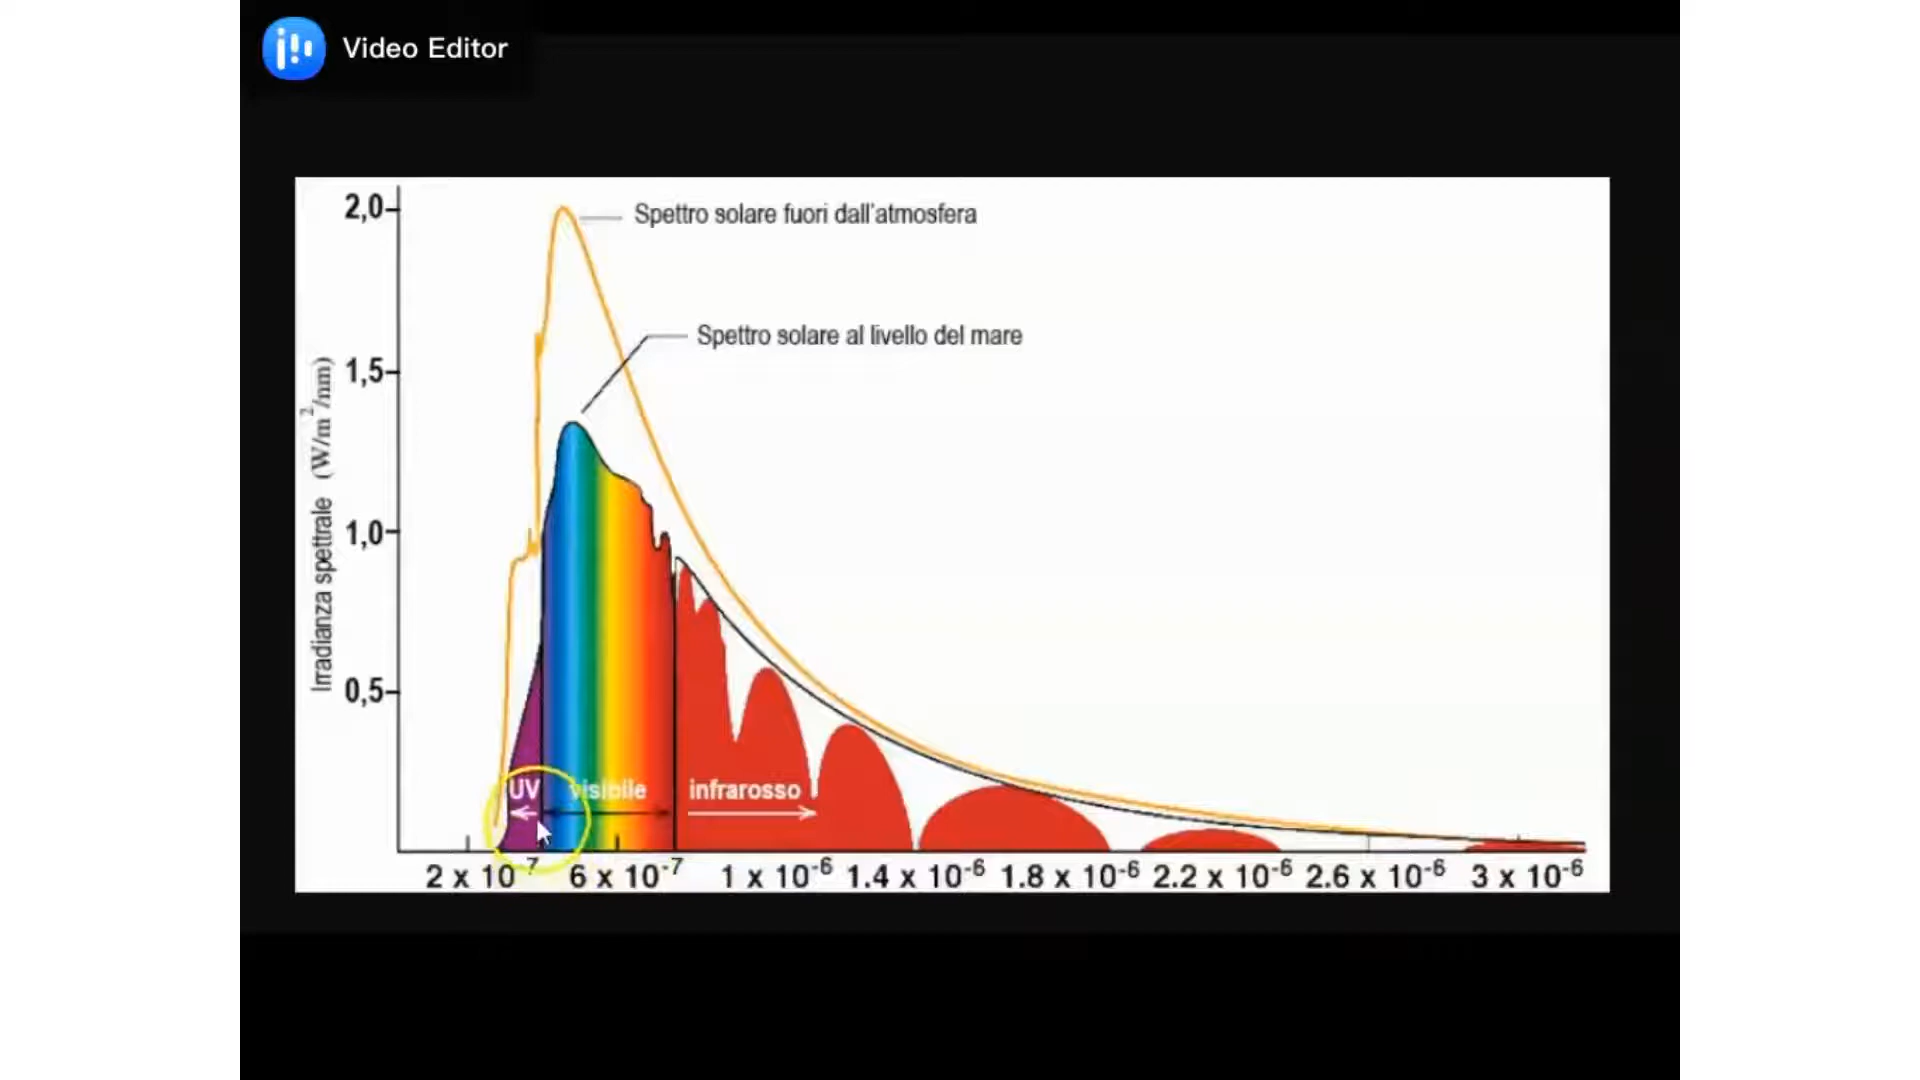 Video Editor
2,0
Spettro solare fuori dall'atmosfera
Spettro solare al livello del mare
1,5
1,0
0,5
Irradianza spettrale (W/m²/nm)
UV visibile infrarosso
2 x 10⁻⁷ 6 x 10⁻⁷ 1 x 10⁻⁶ 1.4 x 10⁻⁶ 1.8 x 10⁻⁶ 2.2 x 10⁻⁶ 2.6 x 10⁻⁶ 3 x 10⁻⁶